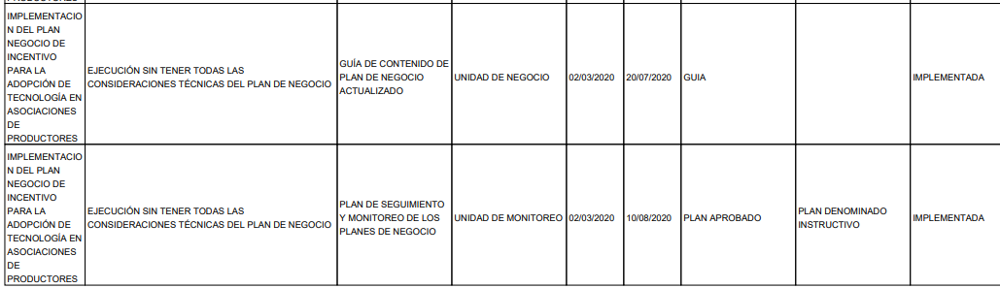 IMPLEMENTACIO
N DEL PLAN
NEGOCIO DE
INCENTIVO
PARA LA
ADOPCIÓN DE
TECNOLOGÍA EN
ASOCIACIONES
DE
PRODUCTORES
EJECUCIÓN SIN TENER TODAS LAS
CONSIDERACIONES TÉCNICAS DEL PLAN DE NEGOCIO
GUÍA DE CONTENIDO DE
PLAN DE NEGOCIO
ACTUALIZADO
UNIDAD DE NEGOCIO
02/03/2020
20/07/2020
GUIA
IMPLEMENTADA
IMPLEMENTACIO
N DEL PLAN
NEGOCIO DE
INCENTIVO
PARA LA
ADOPCIÓN DE
TECNOLOGÍA EN
ASOCIACIONES
DE
PRODUCTORES
EJECUCIÓN SIN TENER TODAS LAS
CONSIDERACIONES TÉCNICAS DEL PLAN DE NEGOCIO
PLAN DE SEGUIMIENTO
Y MONITOREO DE LOS
PLANES DE NEGOCIO
UNIDAD DE MONITOREO
02/03/2020
10/08/2020
PLAN APROBADO
PLAN DENOMINADO
INSTRUCTIVO
IMPLEMENTADA